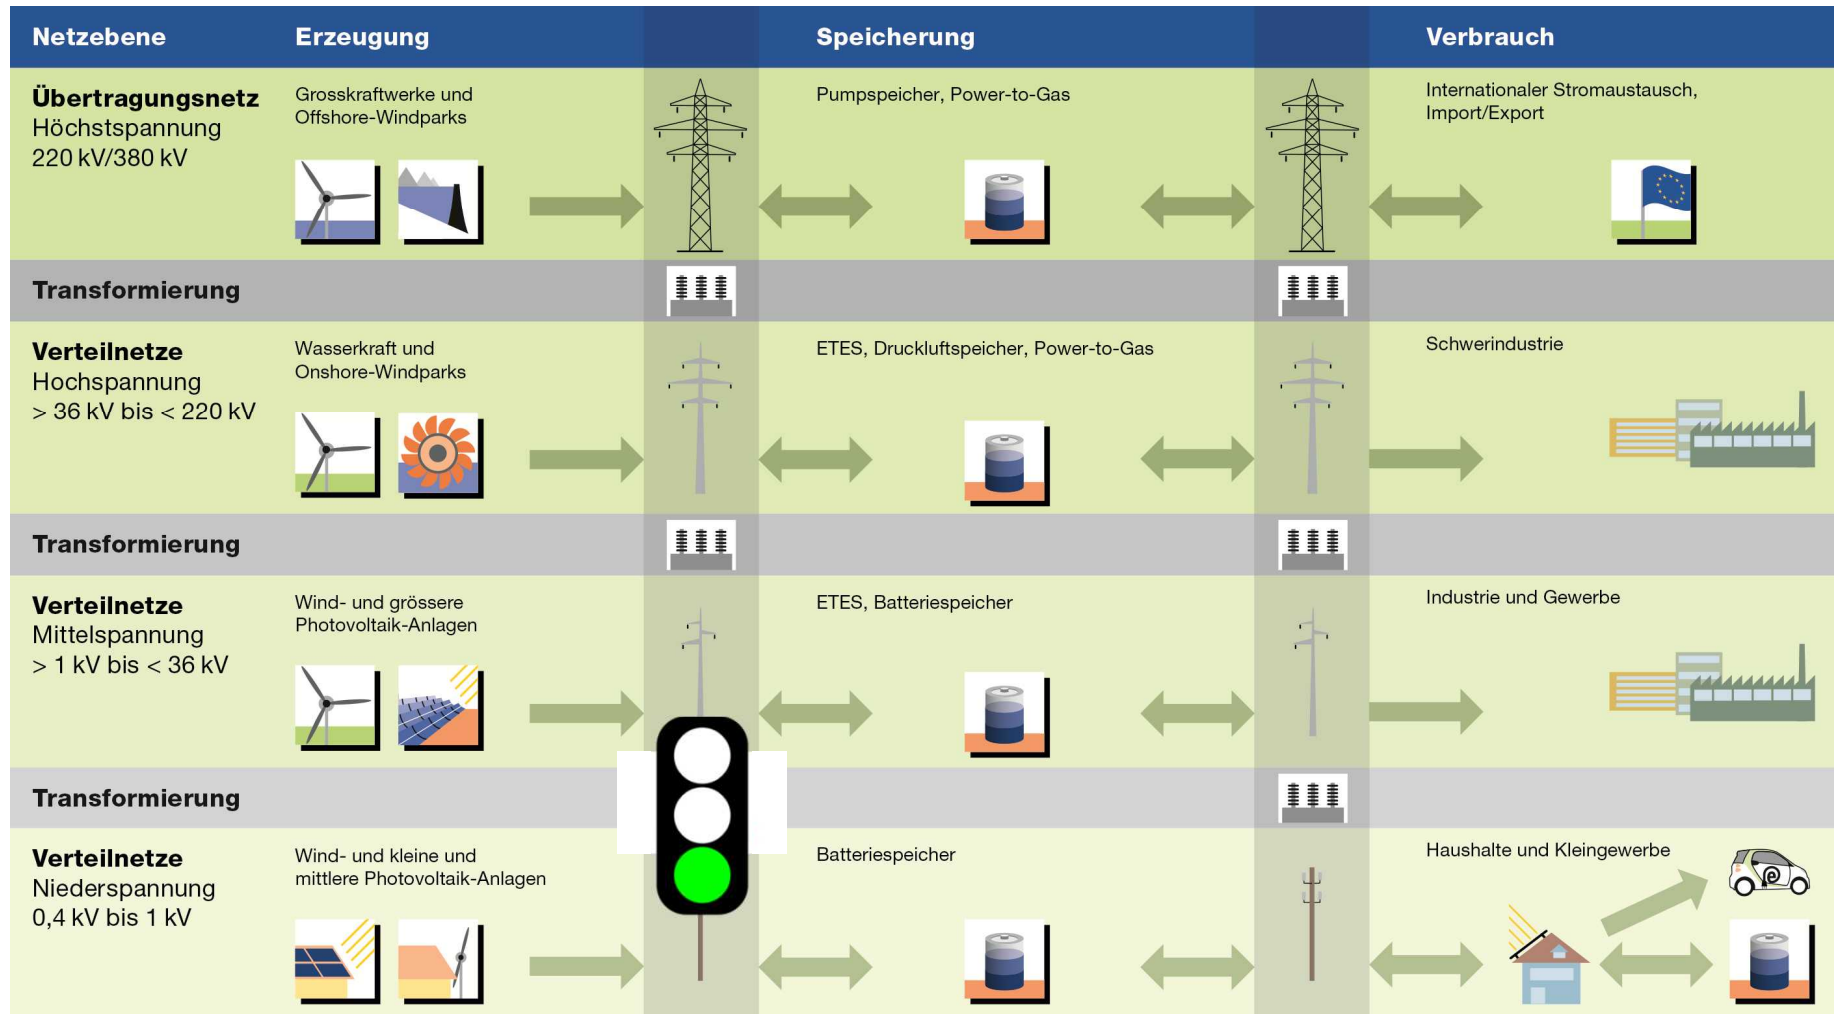 Netzebene Erzeugung Speicherung Verbrauch
Übertragungsnetz
Höchstspannung
220 kV/380 kV
Grosskraftwerke und
Offshore-Windparks
Pumpspeicher, Power-to-Gas
Internationaler Stromaustausch,
Import/Export
Transformierung
Verteilnetze
Hochspannung
> 36 kV bis < 220 kV
Wasserkraft und
Onshore-Windparks
ETES, Druckluftspeicher, Power-to-Gas
Schwerindustrie
Transformierung
Verteilnetze
Mittelspannung
> 1 kV bis < 36 kV
Wind- und grössere
Photovoltaik-Anlagen
ETES, Batteriespeicher
Industrie und Gewerbe
Transformierung
Verteilnetze
Niederspannung
0,4 kV bis 1 kV
Wind- und kleine und
mittlere Photovoltaik-Anlagen
Batteriespeicher
Haushalte und Kleingewerbe